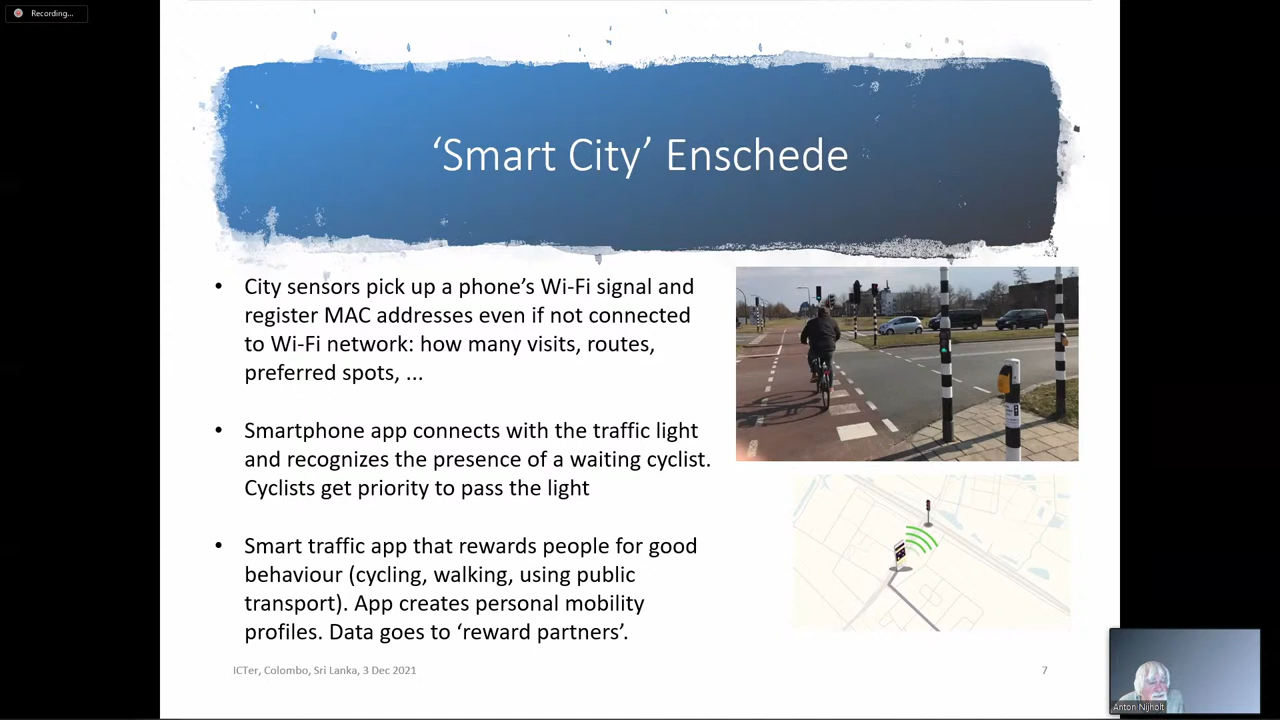 Recording...
‘Smart City’ Enschede
• City sensors pick up a phone’s Wi-Fi signal and
register MAC addresses even if not connected
to Wi-Fi network: how many visits, routes,
preferred spots, ...
• Smartphone app connects with the traffic light
and recognizes the presence of a waiting cyclist.
Cyclists get priority to pass the light
• Smart traffic app that rewards people for good
behaviour (cycling, walking, using public
transport). App creates personal mobility
profiles. Data goes to ‘reward partners’.
ICTer, Colombo, Sri Lanka, 3 Dec 2021
7
Anton Nijholt